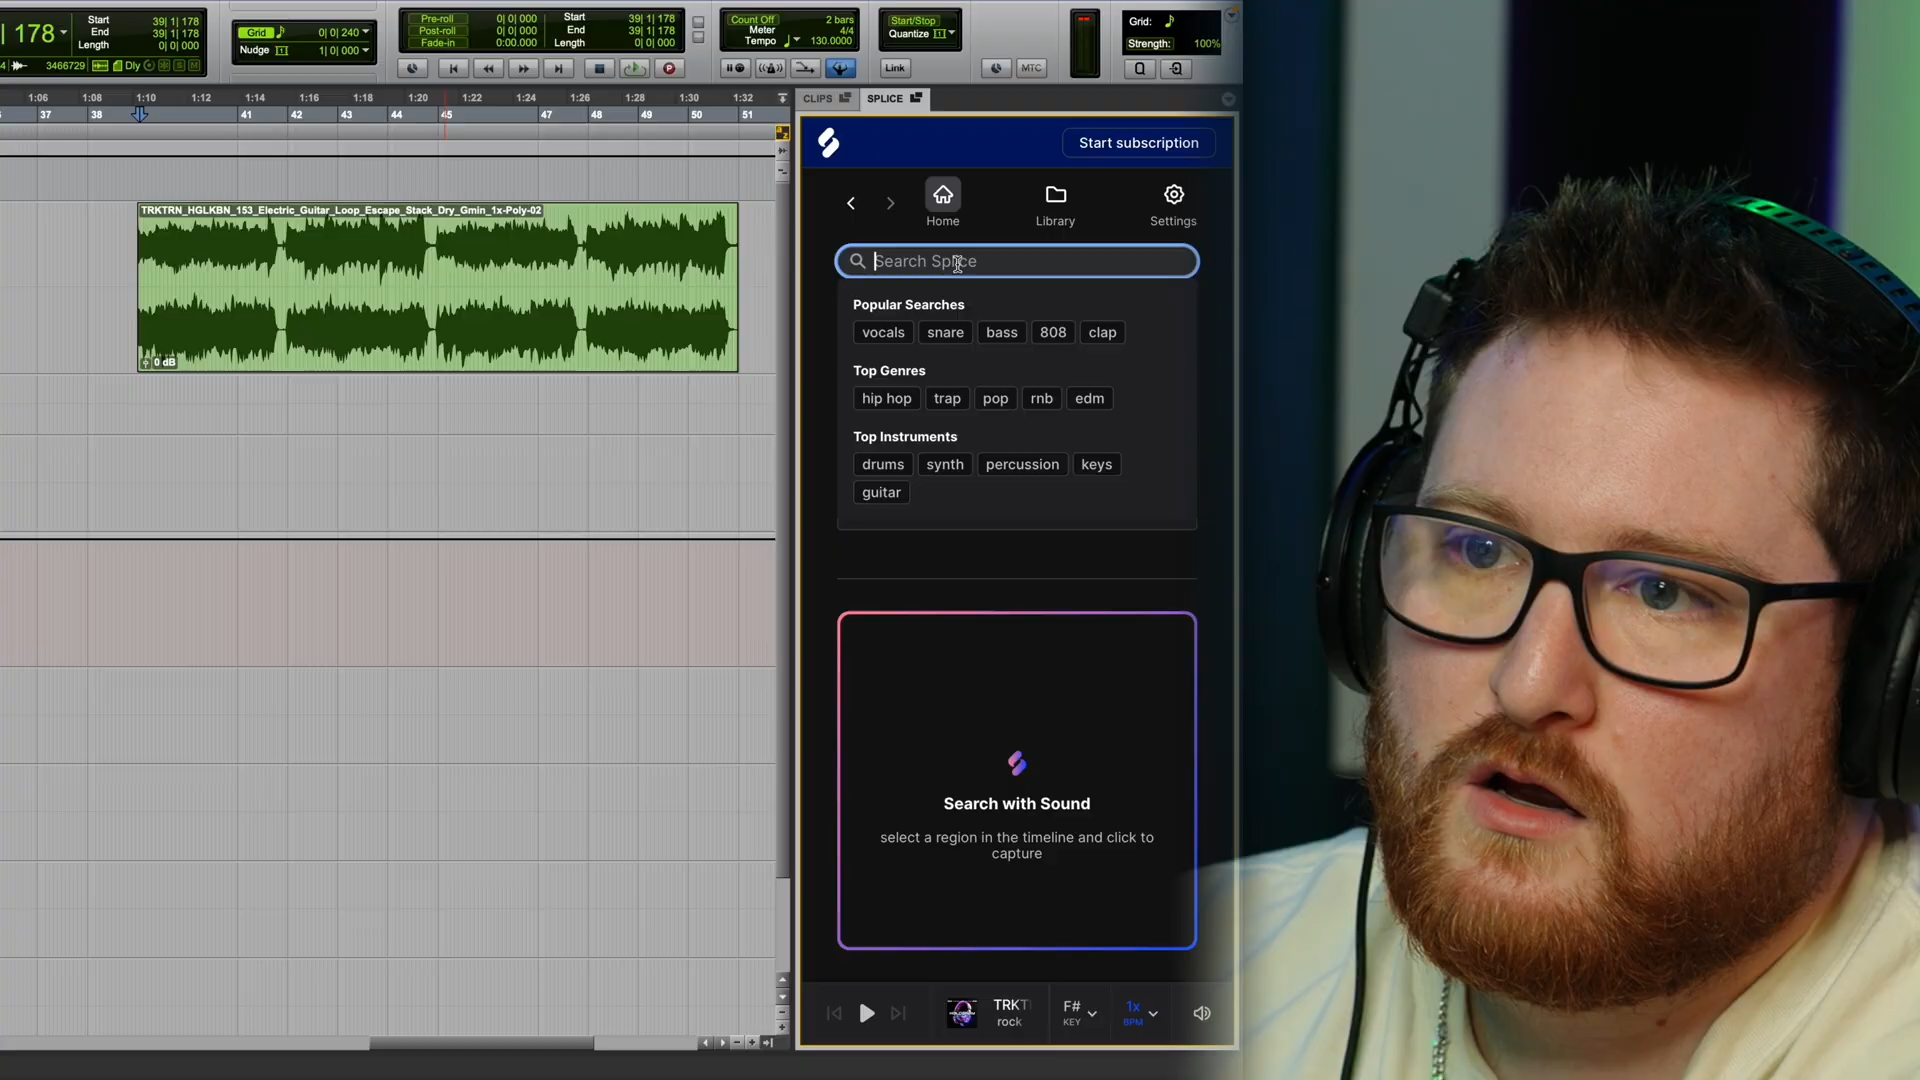 178
Start 39| 1| 178
End 39| 1| 178
Length 0| 0| 000
4 3466729 Dly S M
Grid 0| 0| 240
Nudge 1| 0| 000
Pre-roll 0| 0| 000
Post-roll 0| 0| 000
Fade-in 0:00.000
Start 39| 1| 178
End 39| 1| 178
Length 0| 0| 000
Count Off 2 bars
Meter 4/4
Tempo 130.0000
Start/Stop
Quantize
Link
MTC
Grid:
Strength: 100%
Q
1:06 1:08 1:10 1:12 1:14 1:16 1:18 1:20 1:22 1:24 1:26 1:28 1:30 1:32
37 38 41 42 43 44 45 47 48 49 50 51
a z
TRKTRN_HGLKBN_153_Electric_Guitar_Loop_Escape_Stack_Dry_Gmin_1x-Poly-02
0 dB
CLIPS SPLICE
Start subscription
Home Library Settings
Search Splice
Popular Searches
vocals snare bass 808 clap
Top Genres
hip hop trap pop rnb edm
Top Instruments
drums synth percussion keys
guitar
Search with Sound
select a region in the timeline and click to
capture
TRKT
rock
F#
KEY
1x
BPM